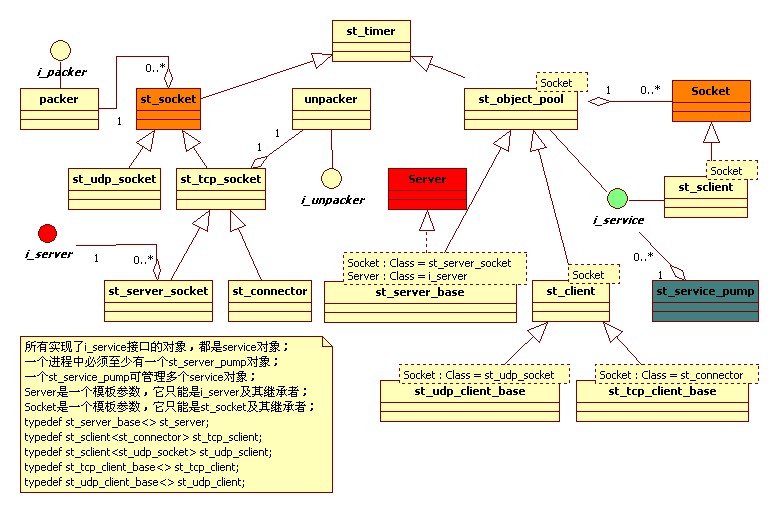 st_timer
i_packer
0..*
packer
1
st_socket
unpacker
Socket
st_object_pool
1
0..*
Socket
1
1
st_udp_socket
st_tcp_socket
i_unpacker
Server
Socket
st_sclient
i_service
i_server
1
0..*
Socket : Class = st_server_socket
Server : Class = i_server
0..*
1
st_server_socket
st_connector
st_server_base
Socket
st_client
st_service_pump
所有实现了i_service接口的对象，都是service对象；
一个进程中必须至少有一个st_server_pump对象；
一个st_service_pump可管理多个service对象；
Server是一个模板参数，它只能是i_server及其继承者；
Socket是一个模板参数，它只能是st_socket及其继承者；
typedef st_server_base<> st_server;
typedef st_sclient<st_connector> st_tcp_sclient;
typedef st_sclient<st_udp_socket> st_udp_sclient;
typedef st_tcp_client_base<> st_tcp_client;
typedef st_udp_client_base<> st_udp_client;
Socket : Class = st_udp_socket
st_udp_client_base
Socket : Class = st_connector
st_tcp_client_base